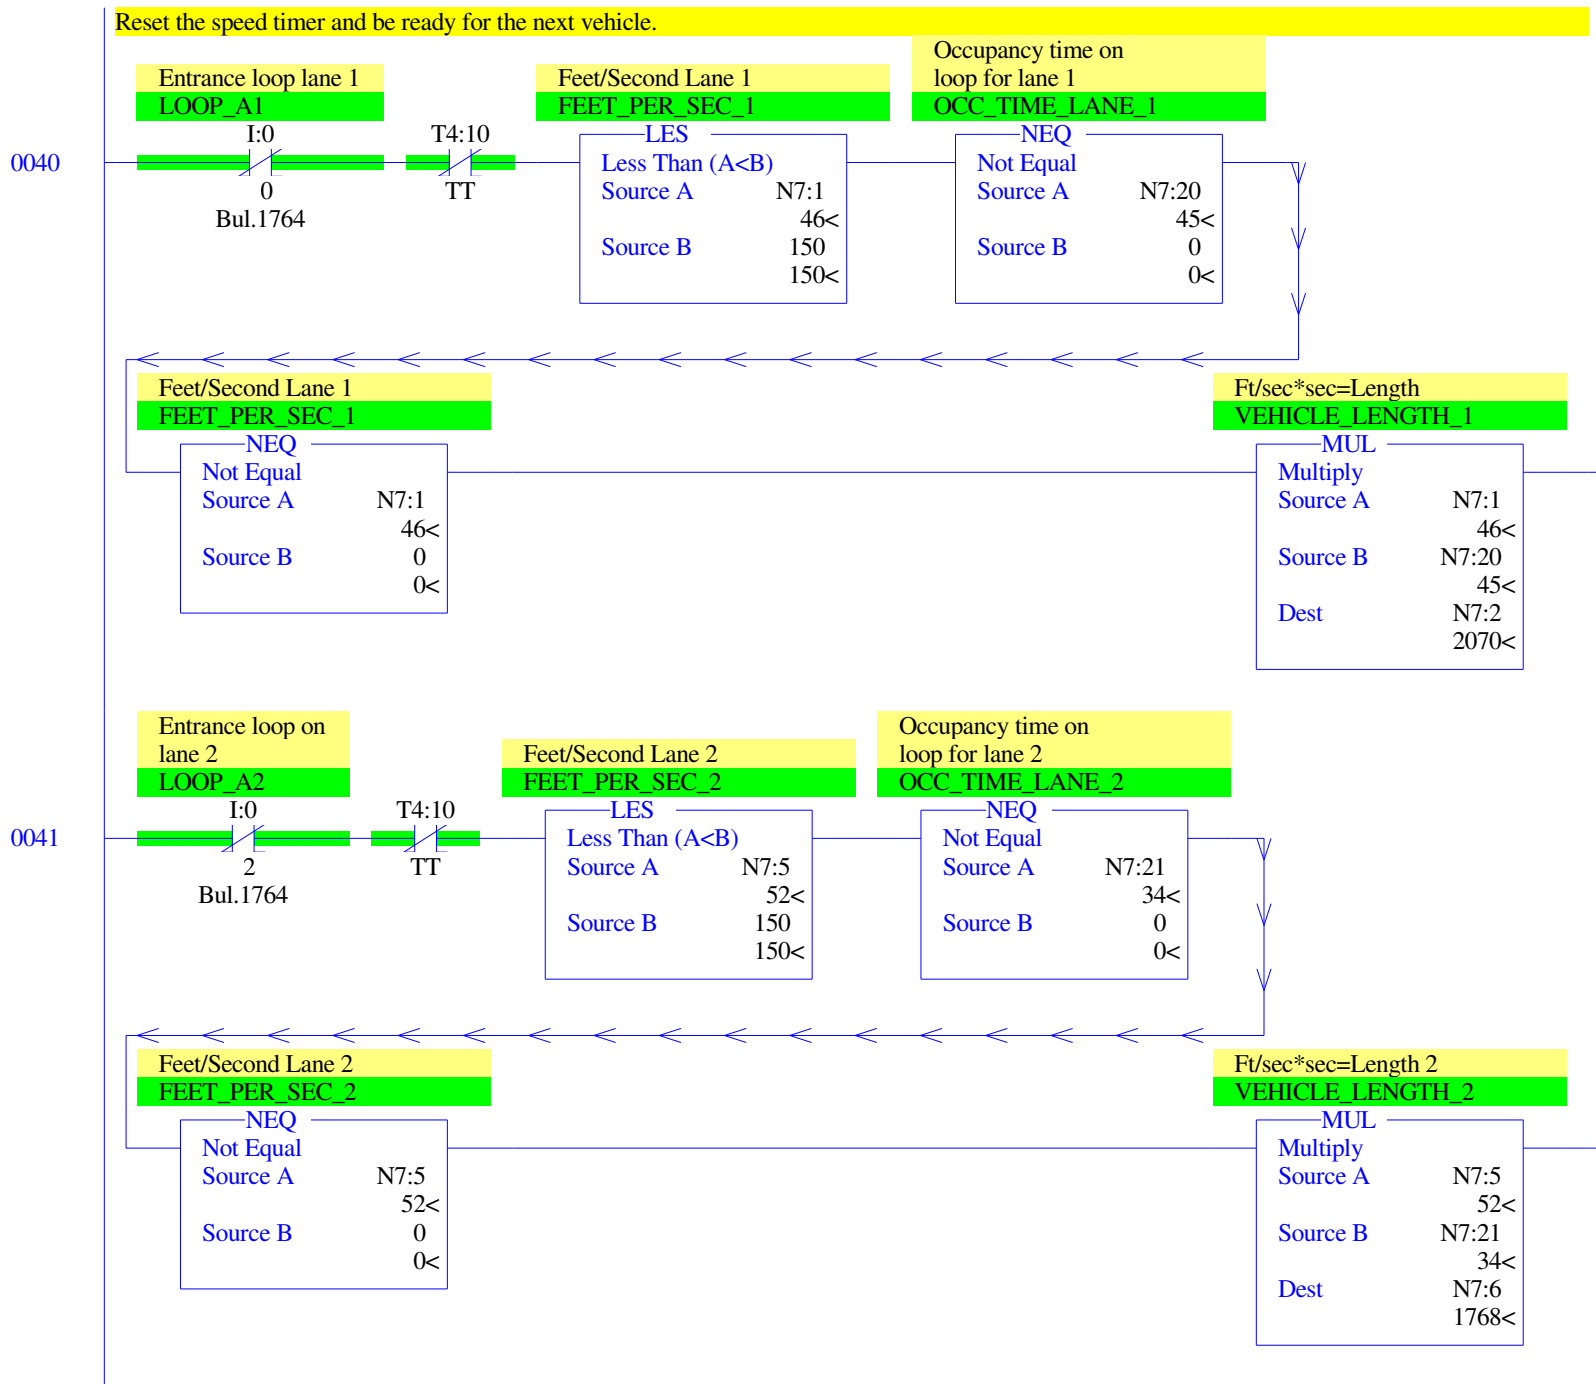 Reset the speed timer and be ready for the next vehicle.
Entrance loop lane 1
LOOP_A1
I:0
0
Bul.1764
T4:10
TT
Feet/Second Lane 1
FEET_PER_SEC_1
LES
Less Than (A<B)
Source A N7:1
46<
Source B 150
150<
Occupancy time on
loop for lane 1
OCC_TIME_LANE_1
NEQ
Not Equal
Source A N7:20
45<
Source B 0
0<
0040
Feet/Second Lane 1
FEET_PER_SEC_1
NEQ
Not Equal
Source A N7:1
46<
Source B 0
0<
Ft/sec*sec=Length
VEHICLE_LENGTH_1
MUL
Multiply
Source A N7:1
46<
Source B N7:20
45<
Dest N7:2
2070<
Entrance loop on
lane 2
LOOP_A2
I:0
2
Bul.1764
T4:10
TT
Feet/Second Lane 2
FEET_PER_SEC_2
LES
Less Than (A<B)
Source A N7:5
52<
Source B 150
150<
Occupancy time on
loop for lane 2
OCC_TIME_LANE_2
NEQ
Not Equal
Source A N7:21
34<
Source B 0
0<
0041
Feet/Second Lane 2
FEET_PER_SEC_2
NEQ
Not Equal
Source A N7:5
52<
Source B 0
0<
Ft/sec*sec=Length 2
VEHICLE_LENGTH_2
MUL
Multiply
Source A N7:5
52<
Source B N7:21
34<
Dest N7:6
1768<